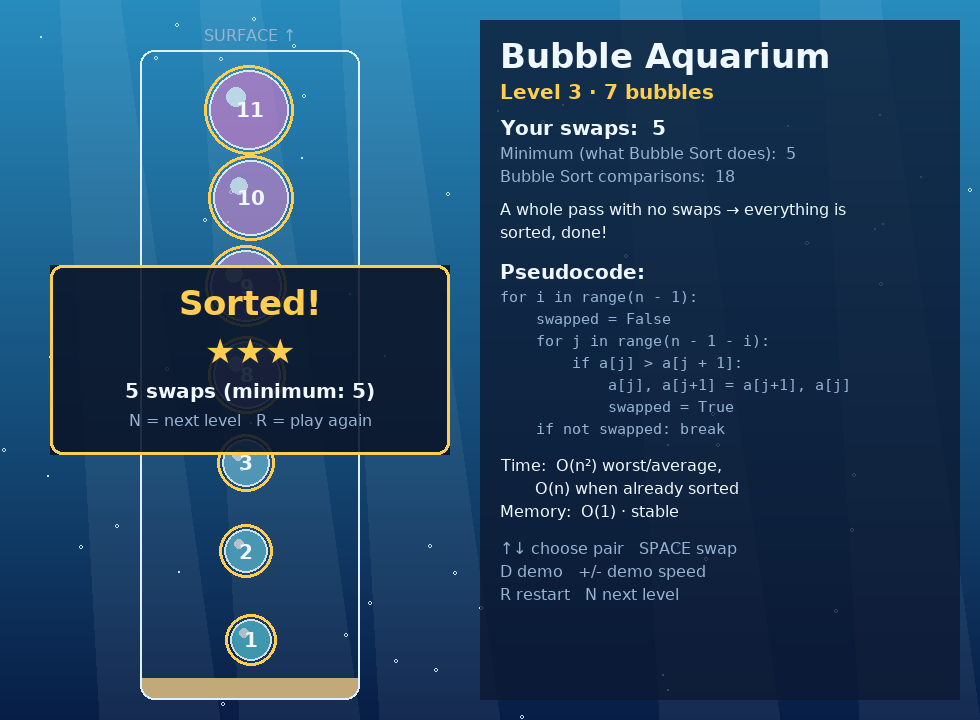 SURFACE ↑
11
10
9
8
3
2
1
Sorted!
★★★
5 swaps (minimum: 5)
N = next level   R = play again
Bubble Aquarium
Level 3 · 7 bubbles
Your swaps:  5
Minimum (what Bubble Sort does):  5
Bubble Sort comparisons:  18
A whole pass with no swaps → everything is
sorted, done!
Pseudocode:
for i in range(n - 1):
    swapped = False
    for j in range(n - 1 - i):
        if a[j] > a[j + 1]:
            a[j], a[j+1] = a[j+1], a[j]
            swapped = True
    if not swapped: break
Time:  O(n²) worst/average,
       O(n) when already sorted
Memory:  O(1) · stable
↑↓ choose pair   SPACE swap
D demo   +/- demo speed
R restart   N next level